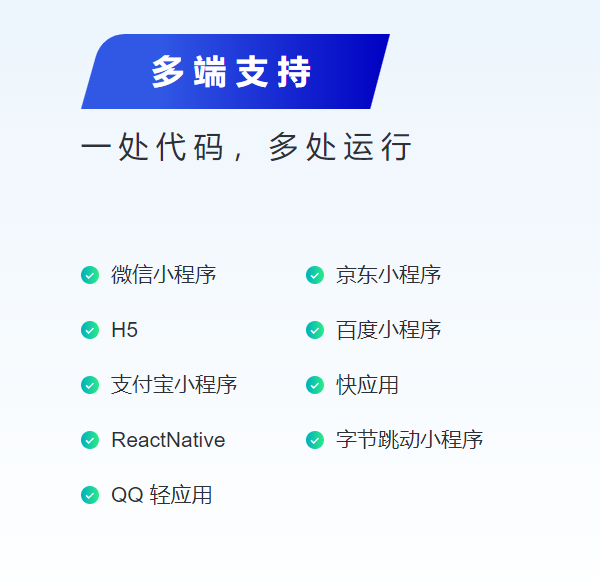 多端支持
一处代码，多处运行
微信小程序
京东小程序
H5
百度小程序
支付宝小程序
快应用
ReactNative
字节跳动小程序
QQ 轻应用